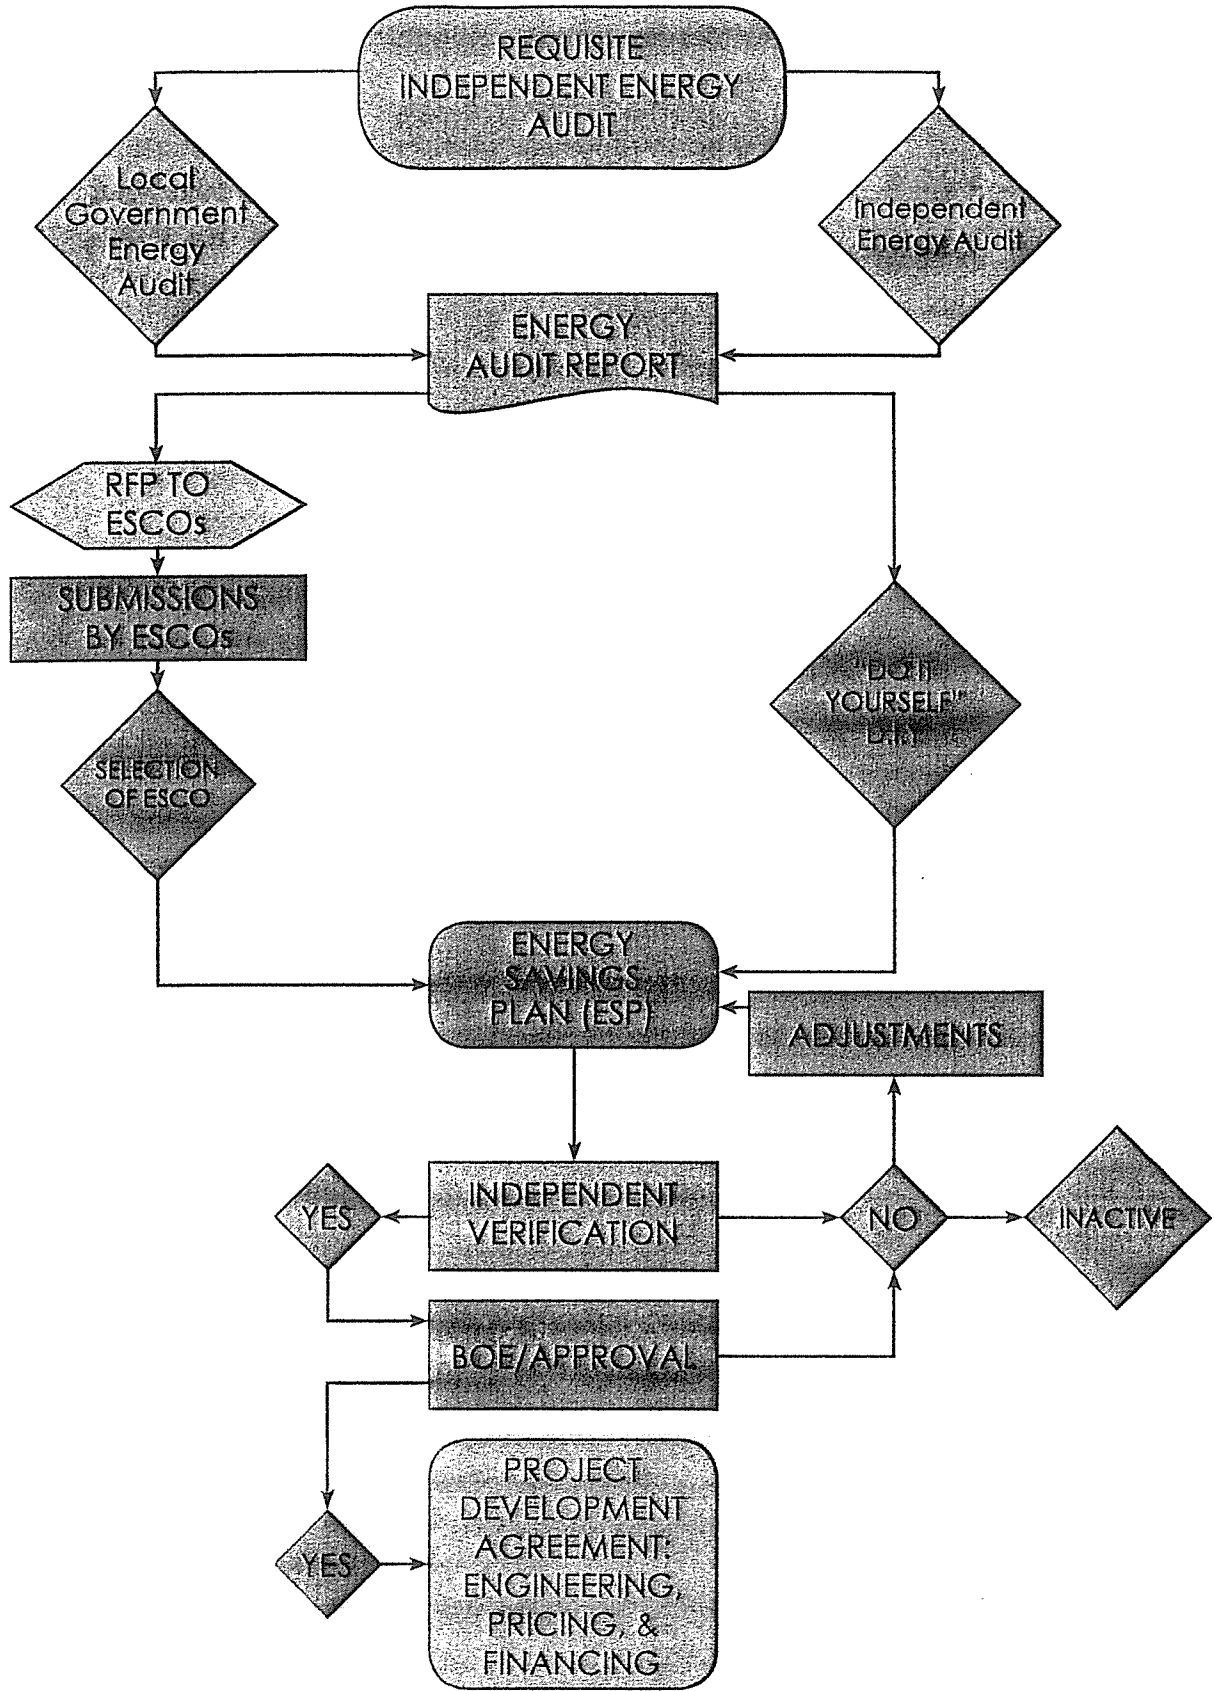 REQUISITE
INDEPENDENT ENERGY
AUDIT
Local
Government
Energy
Audit
Independent
Energy Audit
ENERGY
AUDIT REPORT
RFP TO
ESCOs
SUBMISSIONS
BY ESCOs
SELECTION
OF ESCO
"DO IT
YOURSELF"
D.I.Y
ENERGY
SAVINGS
PLAN (ESP)
ADJUSTMENTS
YES
INDEPENDENT
VERIFICATION
NO
INACTIVE
BOE/APPROVAL
YES
PROJECT
DEVELOPMENT
AGREEMENT:
ENGINEERING,
PRICING, &
FINANCING